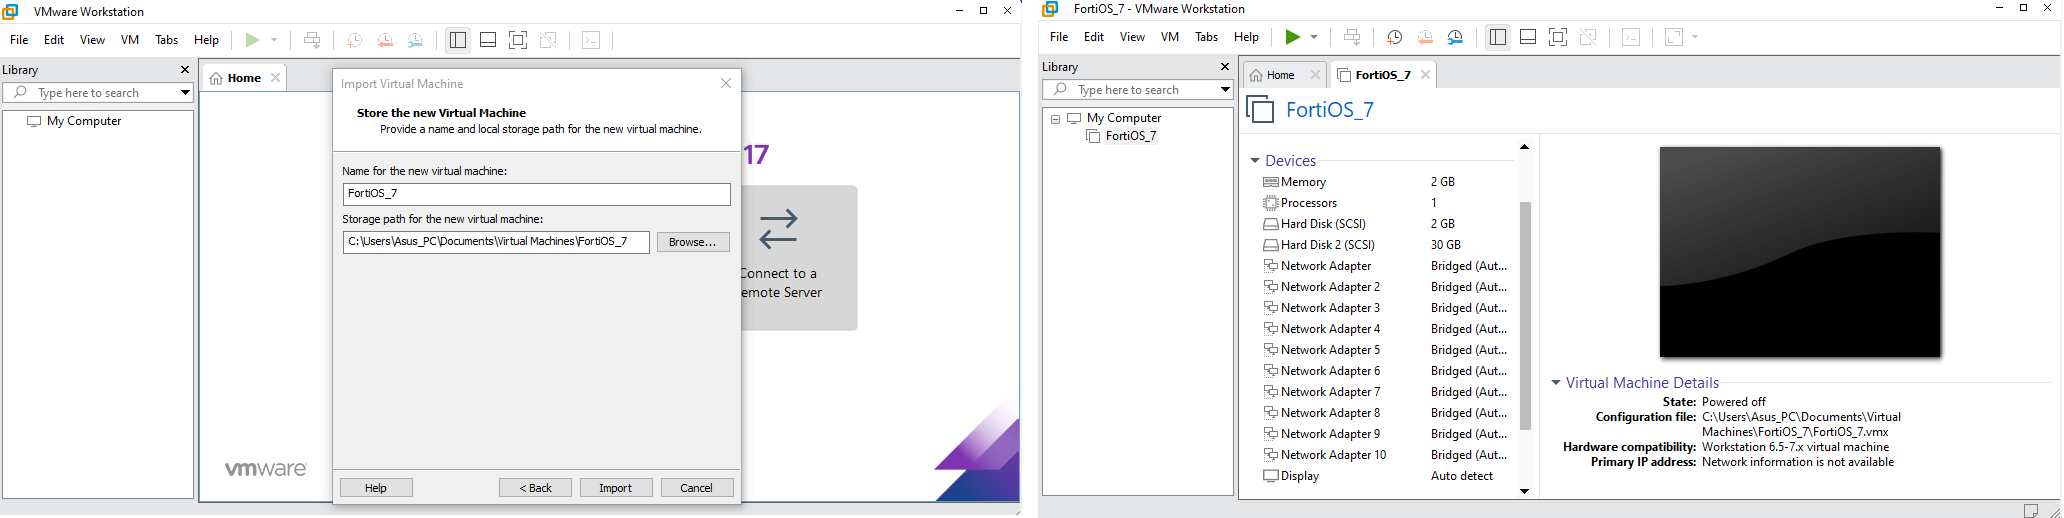 VMware Workstation
File Edit View VM Tabs Help
Library
Type here to search
My Computer
Home
17
Connect to a
emote Server
vmware
Import Virtual Machine
Store the new Virtual Machine
Provide a name and local storage path for the new virtual machine.
Name for the new virtual machine:
FortiOS_7
Storage path for the new virtual machine:
C:\Users\Asus_PC\Documents\Virtual Machines\FortiOS_7
Browse...
Help
< Back
Import
Cancel
FortiOS_7 - VMware Workstation
File Edit View VM Tabs Help
Library
Type here to search
My Computer
FortiOS_7
Home
FortiOS_7
FortiOS_7
Devices
Memory 2 GB
Processors 1
Hard Disk (SCSI) 2 GB
Hard Disk 2 (SCSI) 30 GB
Network Adapter Bridged (Aut...
Network Adapter 2 Bridged (Aut...
Network Adapter 3 Bridged (Aut...
Network Adapter 4 Bridged (Aut...
Network Adapter 5 Bridged (Aut...
Network Adapter 6 Bridged (Aut...
Network Adapter 7 Bridged (Aut...
Network Adapter 8 Bridged (Aut...
Network Adapter 9 Bridged (Aut...
Network Adapter 10 Bridged (Aut...
Display Auto detect
Virtual Machine Details
State: Powered off
Configuration file: C:\Users\Asus_PC\Documents\Virtual
Machines\FortiOS_7\FortiOS_7.vmx
Hardware compatibility: Workstation 6.5-7.x virtual machine
Primary IP address: Network information is not available